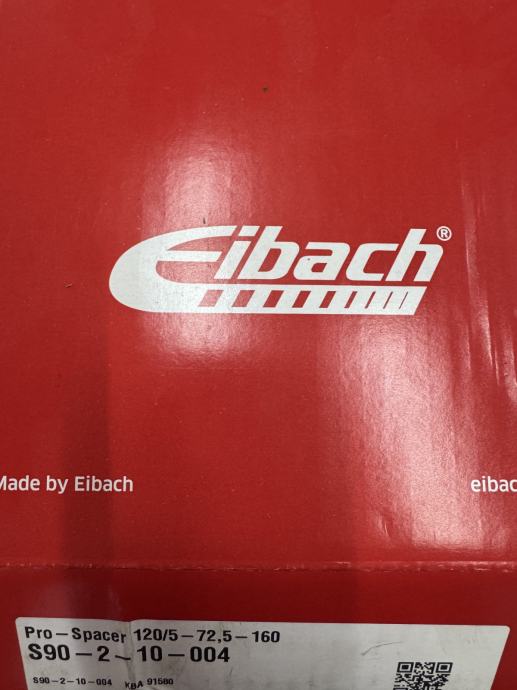 Eibach®
Made by Eibach
eibac
Pro-Spacer 120/5-72,5-160
S90-2-10-004
S90-2-10-004 KBA 91580